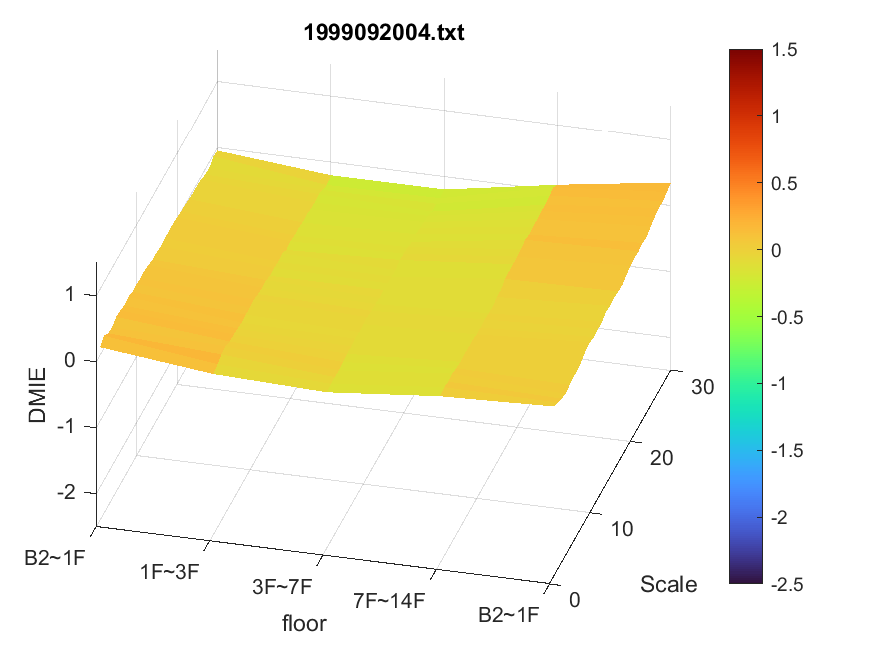 1999092004.txt
1.5
1
0.5
0
-0.5
-1
-1.5
-2
-2.5
DMIE
1
0
-1
-2
B2~1F
1F~3F
3F~7F
7F~14F
B2~1F
floor
0
10
20
30
Scale